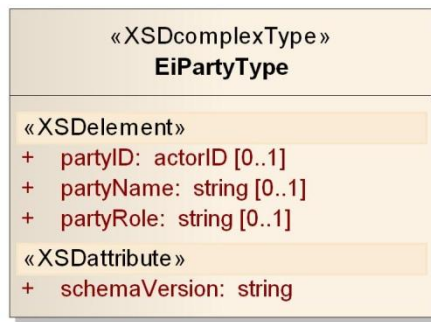 «XSDcomplexType»
EiPartyType
«XSDelement»
+ partyID: actorID [0..1]
+ partyName: string [0..1]
+ partyRole: string [0..1]
«XSDattribute»
+ schemaVersion: string